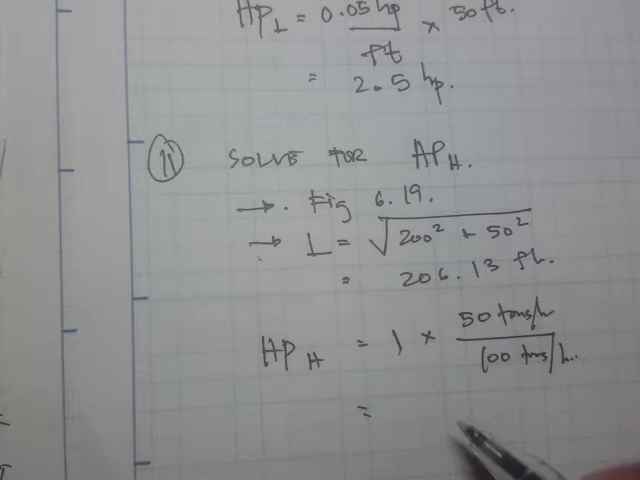 HP_L = 0.05 hp/ft × 50 ft.
= 2.5 hp.
(ii) SOLVE FOR HP_H.
→ . Fig 6.19.
→ L = √(200² + 50²)
= 206.13 ft.
HP_H = 1 × 50 tons/h / 100 tons/h.
=